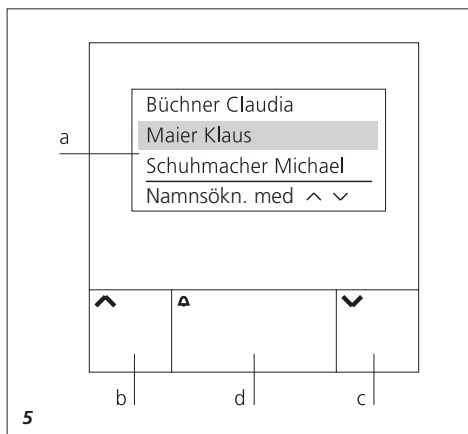 Büchner Claudia
Maier Klaus
a
Schuhmacher Michael
Namnsökn. med
b
d
c
5